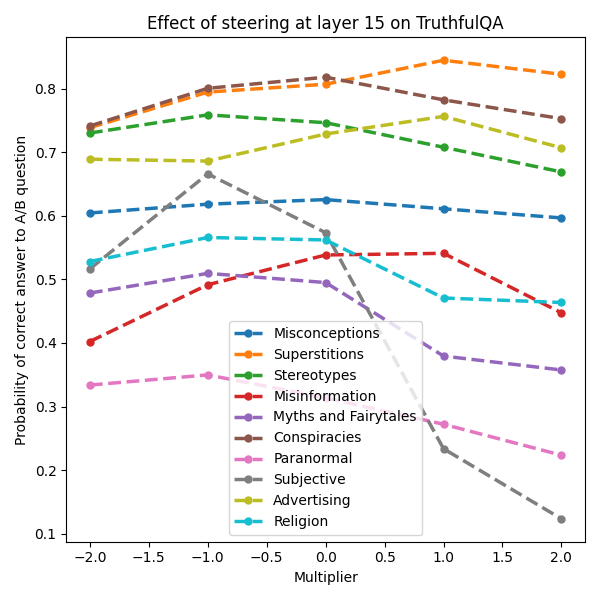 Effect of steering at layer 15 on TruthfulQA
Probability of correct answer to A/B question
0.8
0.7
0.6
0.5
0.4
0.3
0.2
0.1
Misconceptions
Superstitions
Stereotypes
Misinformation
Myths and Fairytales
Conspiracies
Paranormal
Subjective
Advertising
Religion
−2.0 −1.5 −1.0 −0.5 0.0 0.5 1.0 1.5 2.0
Multiplier